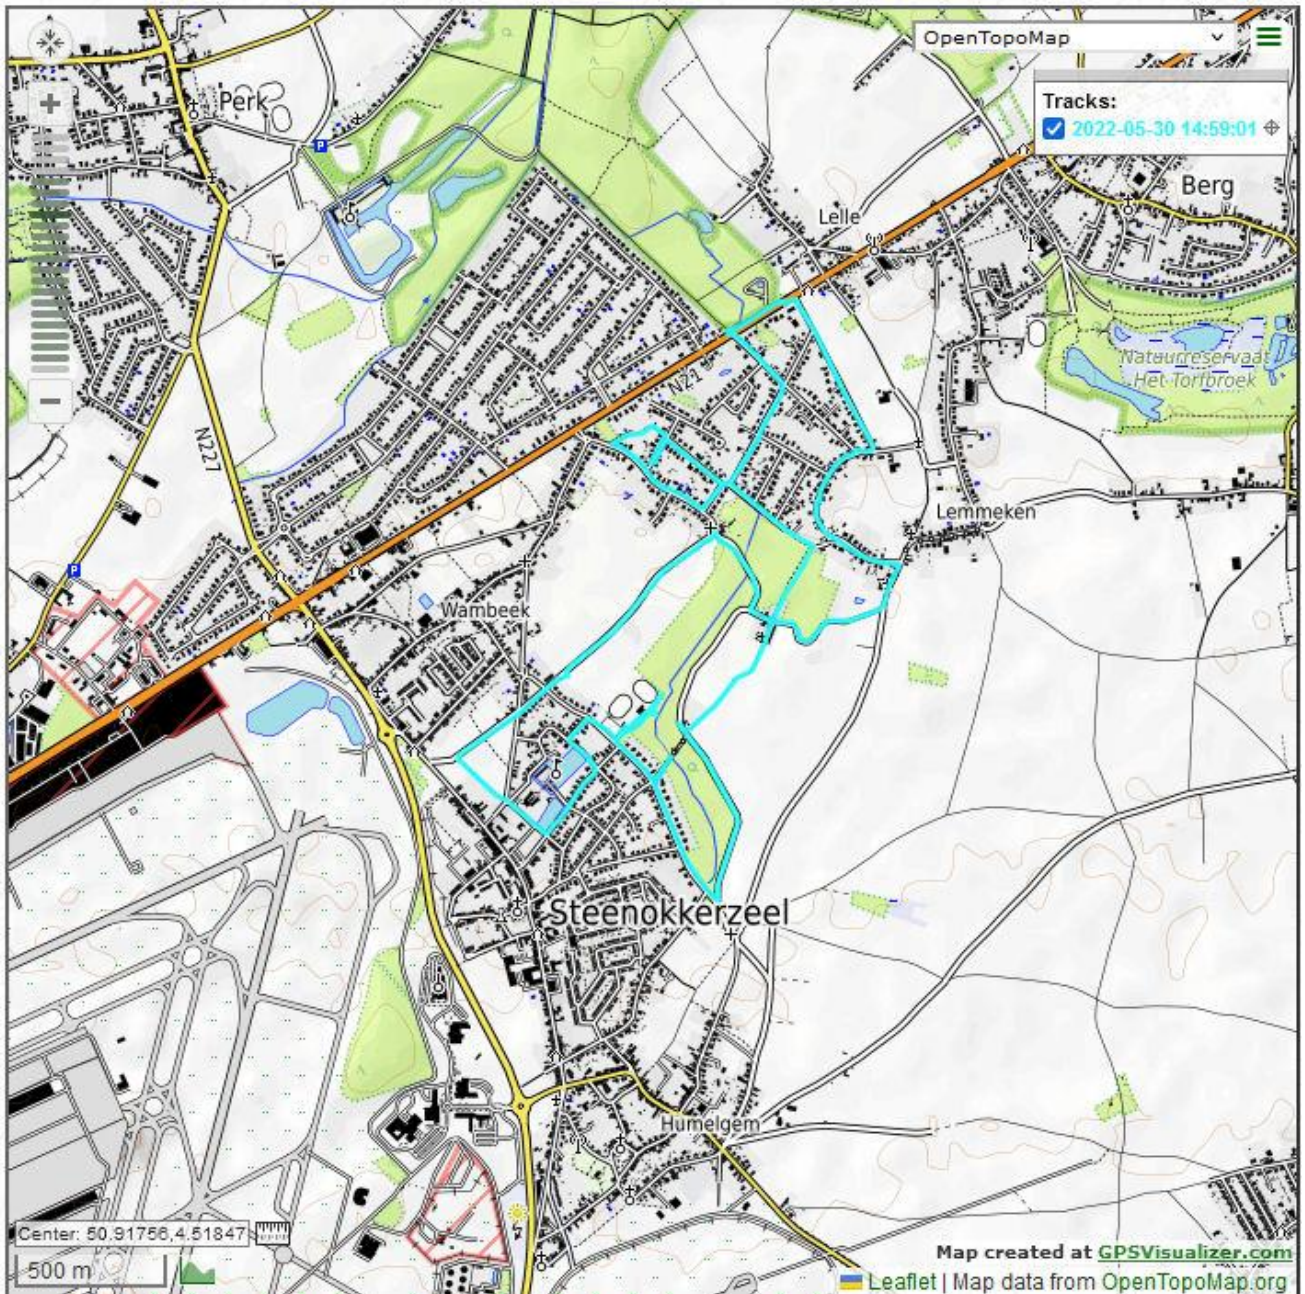 OpenTopoMap
Tracks:
2022-05-30 14:59:01
Perk
P
Berg
Lelle
Natuurreservaat
Het Torfbroek
N21
N227
Lemmeken
P
Wambeek
Steenokkerzeel
Humelgem
Center: 50.91756,4.51847
500 m
Map created at GPSVisualizer.com
Leaflet | Map data from OpenTopoMap.org